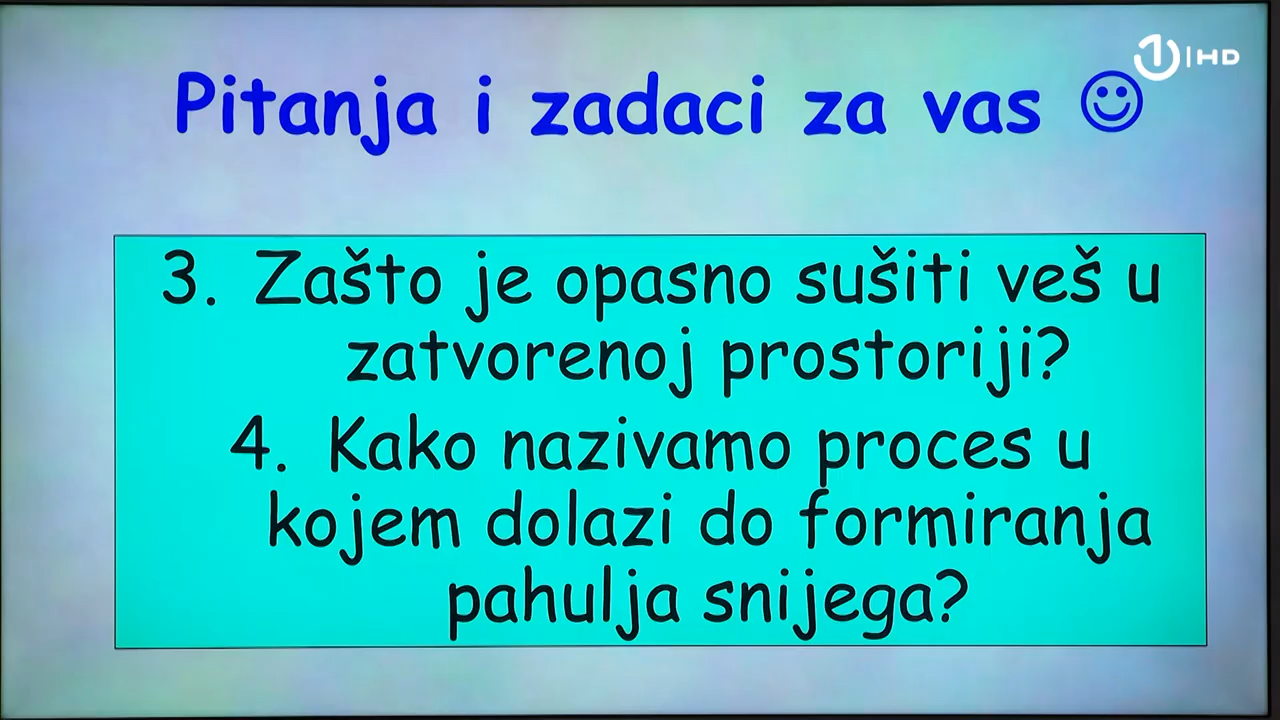 1 HD
Pitanja i zadaci za vas ☺
3. Zašto je opasno sušiti veš u
zatvorenoj prostoriji?
4. Kako nazivamo proces u
kojem dolazi do formiranja
pahulja snijega?